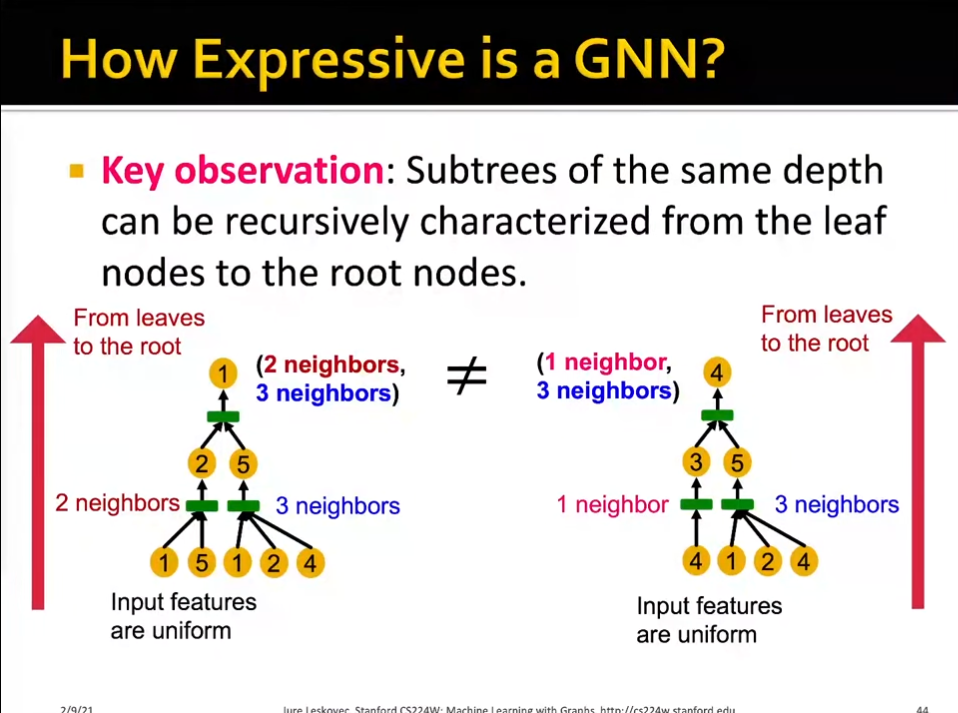 How Expressive is a GNN?
Key observation: Subtrees of the same depth
can be recursively characterized from the leaf
nodes to the root nodes.
From leaves
to the root
1
(2 neighbors,
3 neighbors)
≠
(1 neighbor,
3 neighbors)
4
From leaves
to the root
2 5
3 5
2 neighbors
3 neighbors
1 neighbor
3 neighbors
1 5 1 2 4
4 1 2 4
Input features
are uniform
Input features
are uniform
2/9/21
Jure Leskovec, Stanford CS224W: Machine Learning with Graphs, http://cs224w.stanford.edu
44